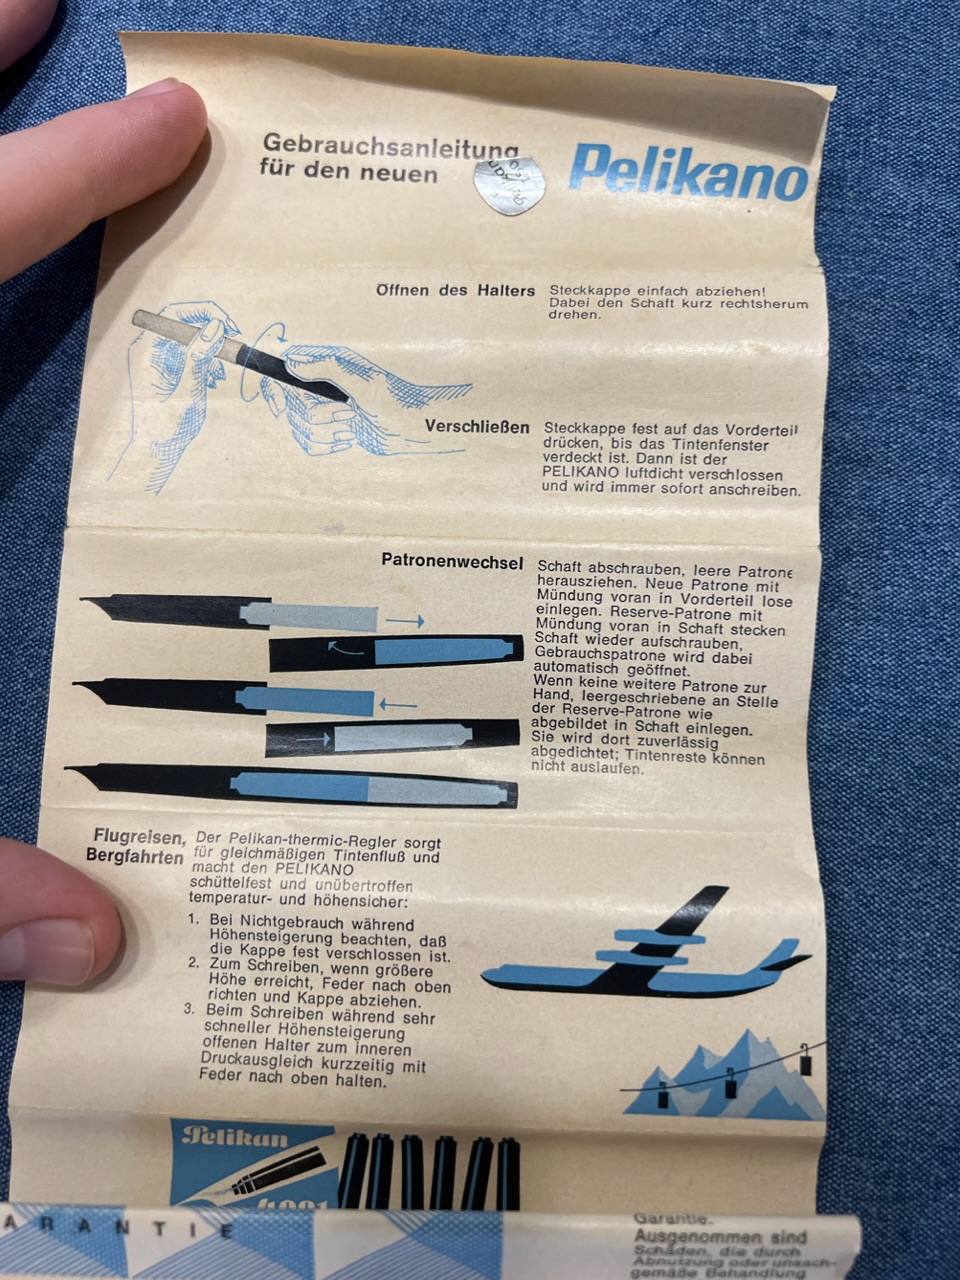 Gebrauchsanleitung
für den neuen
Pelikano
Öffnen des Halters
Steckkappe einfach abziehen!
Dabei den Schaft kurz rechtsherum
drehen.
Verschließen
Steckkappe fest auf das Vorderteil
drücken, bis das Tintenfenster
verdeckt ist. Dann ist der
PELIKANO luftdicht verschlossen
und wird immer sofort anschreiben.
Patronenwechsel
Schaft abschrauben, leere Patrone
herausziehen. Neue Patrone mit
Mündung voran in Vorderteil lose
einlegen. Reserve-Patrone mit
Mündung voran in Schaft stecken
Schaft wieder aufschrauben,
Gebrauchspatrone wird dabei
automatisch geöffnet.
Wenn keine weitere Patrone zur
Hand, leergeschriebene an Stelle
der Reserve-Patrone wie
abgebildet in Schaft einlegen.
Sie wird dort zuverlässig
abgedichtet; Tintenreste können
nicht auslaufen.
Flugreisen,
Bergfahrten
Der Pelikan-thermic-Regler sorgt
für gleichmäßigen Tintenfluß und
macht den PELIKANO
schüttelfest und unübertroffen
temperatur- und höhensicher:
1. Bei Nichtgebrauch während
Höhensteigerung beachten, daß
die Kappe fest verschlossen ist.
2. Zum Schreiben, wenn größere
Höhe erreicht, Feder nach oben
richten und Kappe abziehen.
3. Beim Schreiben während sehr
schneller Höhensteigerung
offenen Halter zum inneren
Druckausgleich kurzzeitig mit
Feder nach oben halten.
Pelikan
4001
ARANTIE
Garantie.
Ausgenommen sind
Schäden, die durch
Abnutzung oder unsach-
gemäße Behandlung